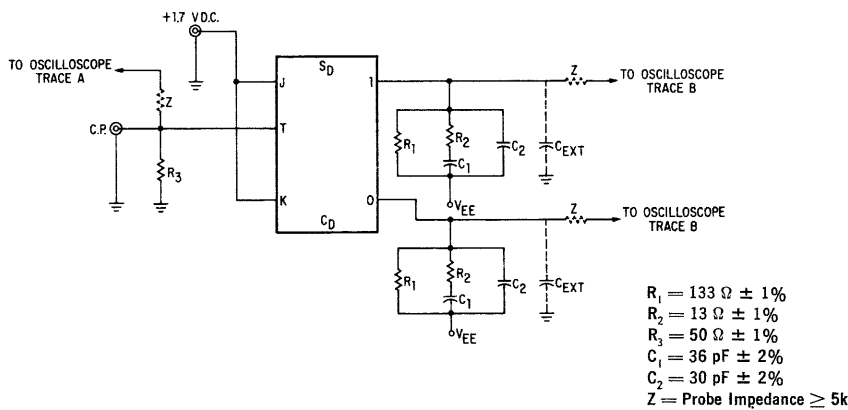 +1.7 V D.C.
TO OSCILLOSCOPE
TRACE A
Z
C.P.
R3
J
T
K
SD
CD
1
0
Z
TO OSCILLOSCOPE
TRACE B
R1
R2
C1
C2
CEXT
VEE
Z
TO OSCILLOSCOPE
TRACE B
R1
R2
C1
C2
CEXT
VEE
R1 = 133 Ω ± 1%
R2 = 13 Ω ± 1%
R3 = 50 Ω ± 1%
C1 = 36 pF ± 2%
C2 = 30 pF ± 2%
Z = Probe Impedance ≥ 5k